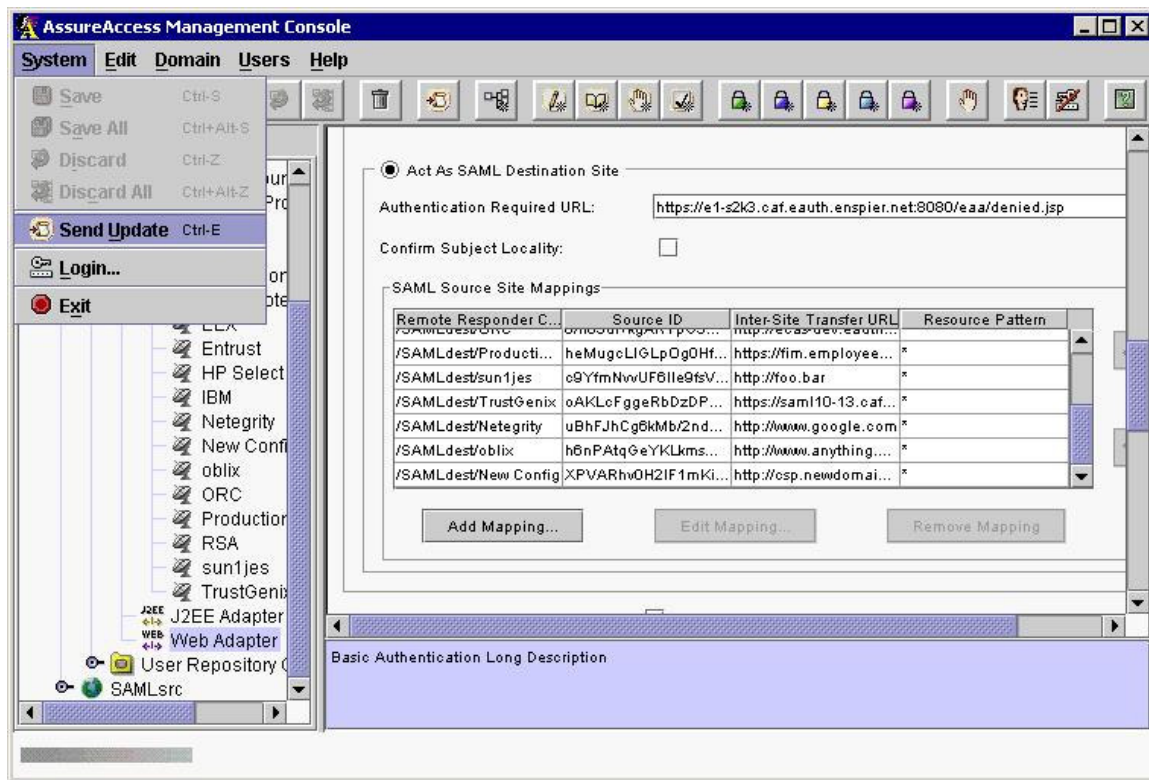 AssureAccess Management Console
System Edit Domain Users Help
Save Ctrl-S
Save All Ctrl+Alt-S
Discard Ctrl-Z
Discard All Ctrl+Alt-Z
Send Update Ctrl-E
Login...
Exit
Entrust
HP Select
IBM
Netegrity
New Confi
oblix
ORC
Production
RSA
sun1jes
TrustGenix
J2EE Adapter
WEB Web Adapter
User Repository
SAMLsrc
Act As SAML Destination Site
Authentication Required URL: https://e1-s2k3.caf.eauth.enspier.net:8080/eaa/denied.jsp
Confirm Subject Locality:
SAML Source Site Mappings
Remote Responder C... Source ID Inter-Site Transfer URL Resource Pattern
/SAMLdest/Producti... heMugcLIGLpOg0Hf... https://fim.employee... *
/SAMLdest/sun1jes c9YfmNvvUF6Ile9fsV... http://foo.bar *
/SAMLdest/TrustGenix oAKLcFggeRbDzDP... https://saml10-13.caf... *
/SAMLdest/Netegrity uBhFJhCg6kMb/2nd... http://www.google.com *
/SAMLdest/oblix h6nPAtqGeYKLkms... http://www.anything.... *
/SAMLdest/New Config XPVARhv0H2IF1mKi... http://csp.newdomai... *
Add Mapping... Edit Mapping... Remove Mapping
Basic Authentication Long Description